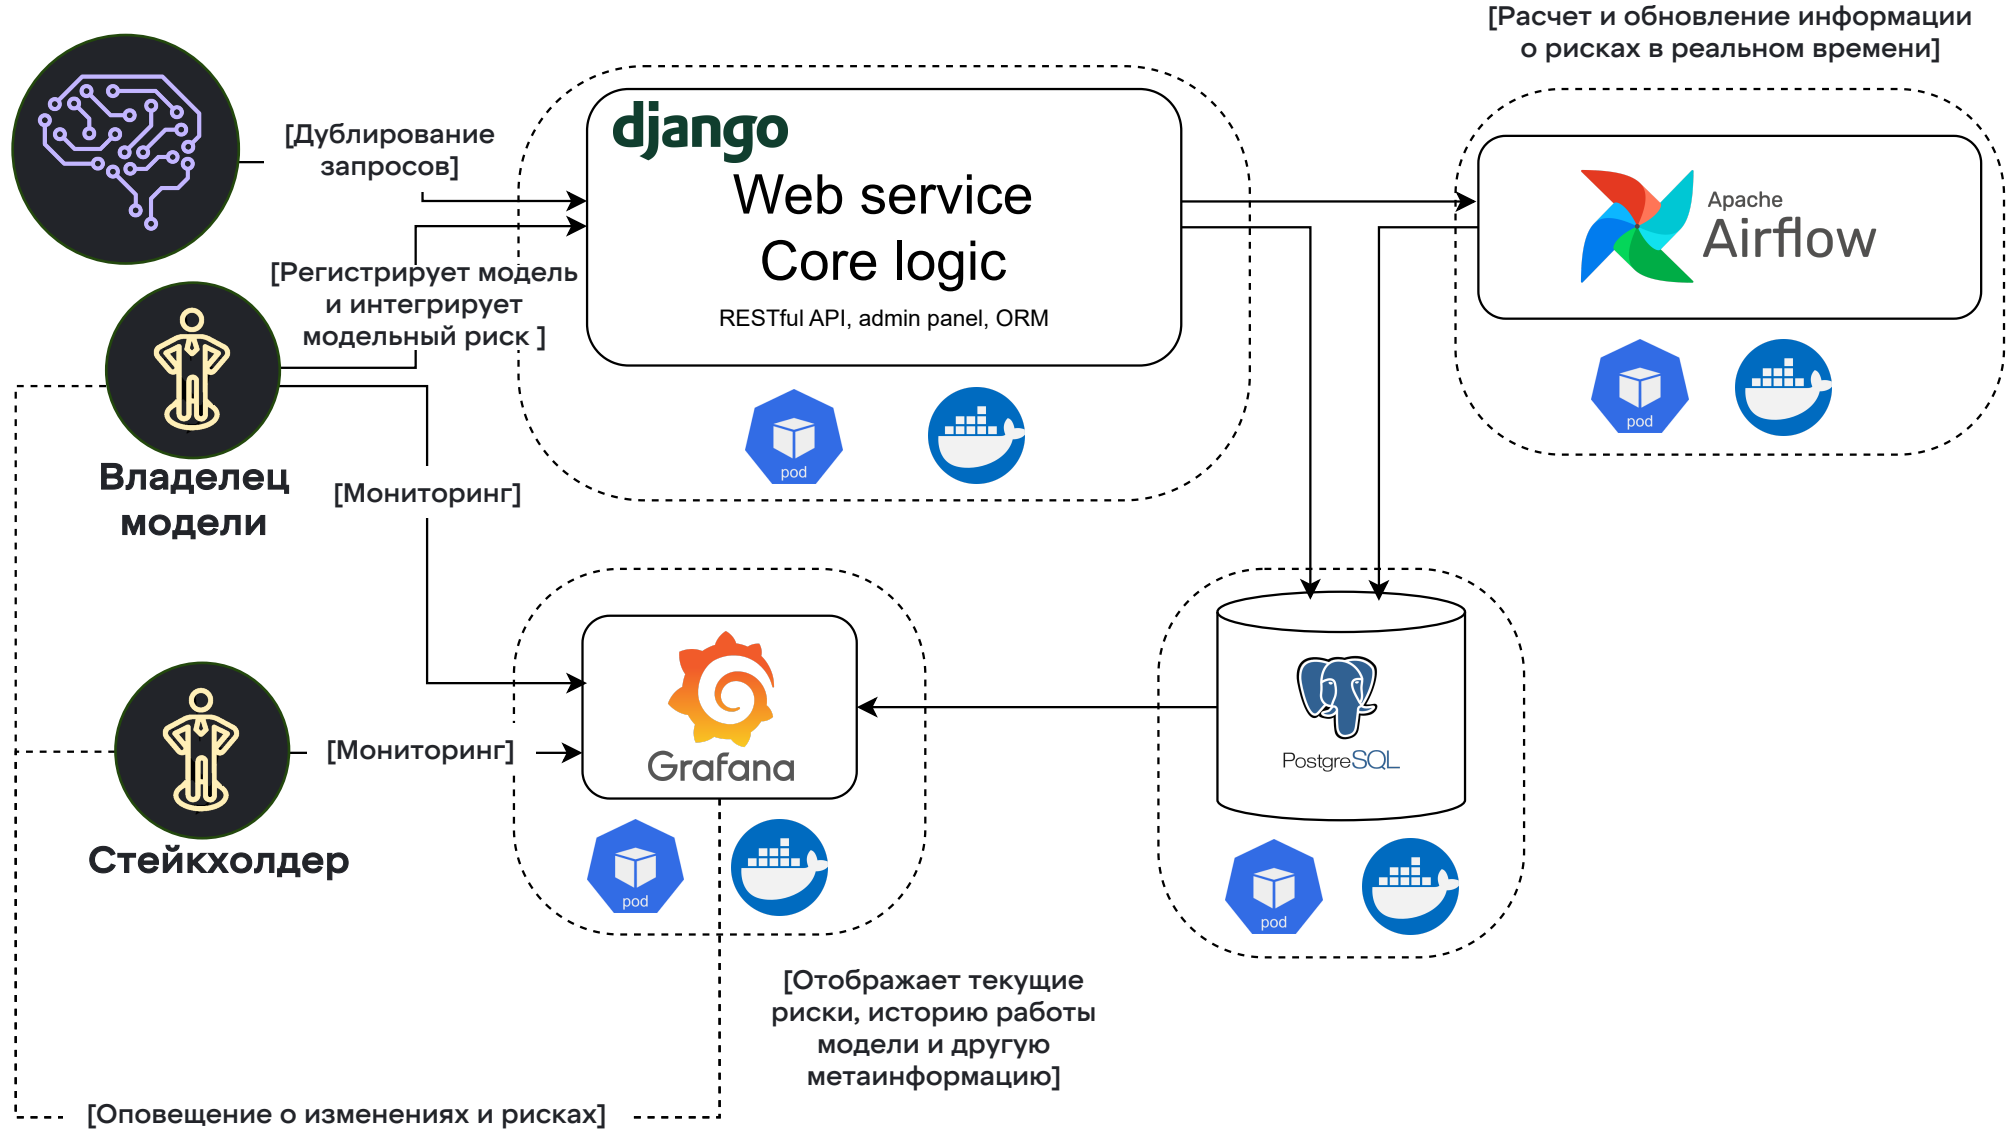 [Расчет и обновление информации
о рисках в реальном времени]
[Дублирование
запросов]
django
Web service
Core logic
RESTful API, admin panel, ORM
pod
Apache
Airflow
pod
[Регистрирует модель
и интегрирует
модельный риск ]
Владелец
модели
[Мониторинг]
Стейкхолдер
[Мониторинг]
Grafana
pod
PostgreSQL
pod
[Отображает текущие
риски, историю работы
модели и другую
метаинформацию]
[Оповещение о изменениях и рисках]